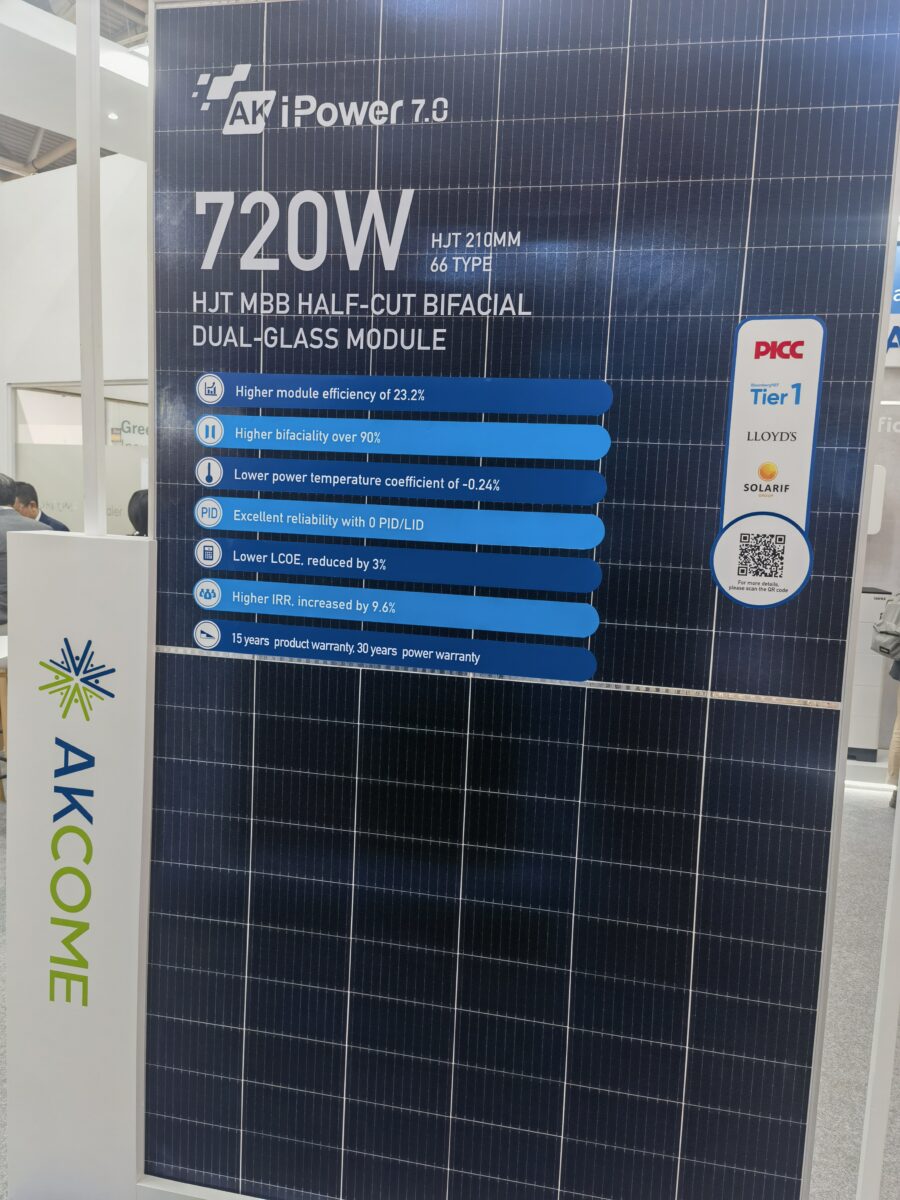 AK iPower 7.0
720W
HJT 210MM
66 TYPE
HJT MBB HALF-CUT BIFACIAL
DUAL-GLASS MODULE
Higher module efficiency of 23.2%
Higher bifaciality over 90%
Lower power temperature coefficient of -0.24%
PID
Excellent reliability with 0 PID/LID
Lower LCOE, reduced by 3%
Higher IRR, increased by 9.6%
15 years product warranty, 30 years power warranty
PICC
BloombergNEF
Tier 1
LLOYD'S
SOLARIF
GROUP
For more details,
please scan the QR code
AKCOME